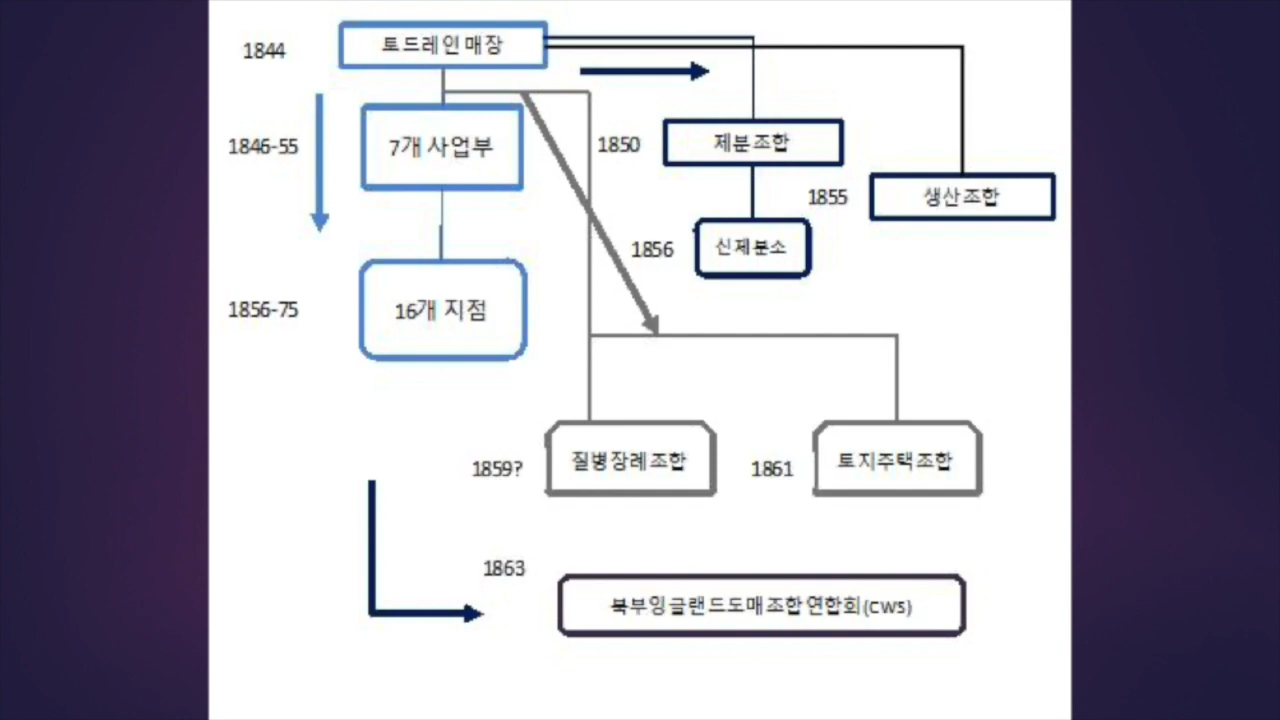 1844
토드레인 매장
1846-55
7개 사업부
1850
제분조합
1855
생산조합
1856
신제분소
1856-75
16개 지점
1859?
질병장례조합
1861
토지주택조합
1863
북부잉글랜드도매조합연합회(CWS)